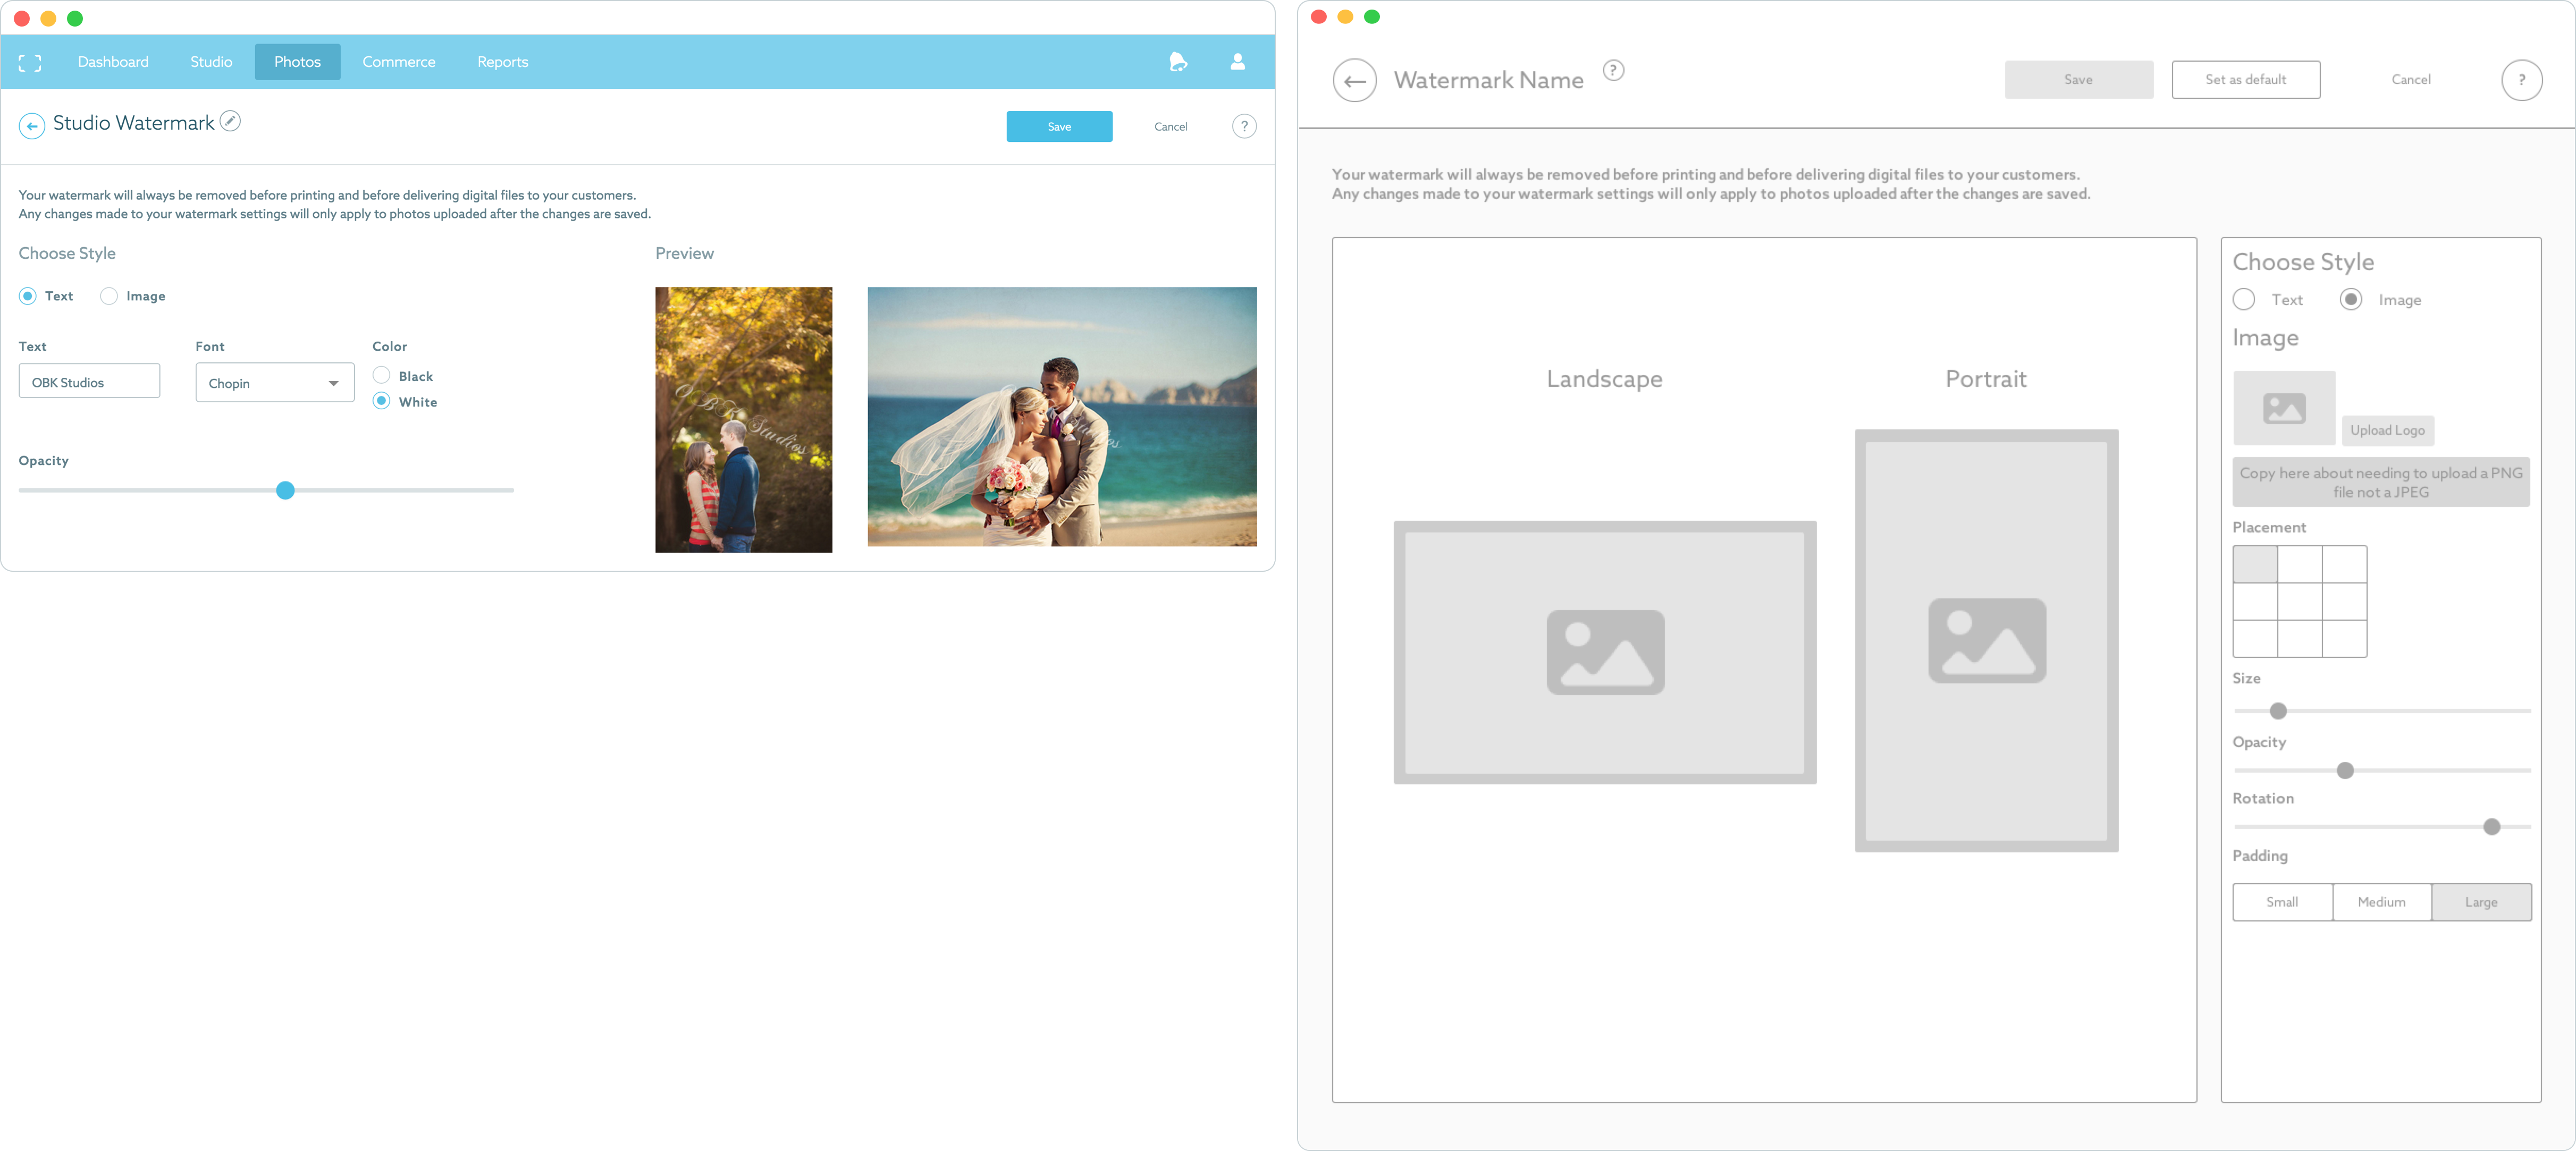 Dashboard Studio Photos Commerce Reports
Studio Watermark
Save Cancel ?
Your watermark will always be removed before printing and before delivering digital files to your customers.
Any changes made to your watermark settings will only apply to photos uploaded after the changes are saved.
Choose Style
Text Image
Text Font Color
OBK Studios Chopin Black
White
Opacity
Preview
OBK Studios
Watermark Name ?
Save Set as default Cancel ?
Your watermark will always be removed before printing and before delivering digital files to your customers.
Any changes made to your watermark settings will only apply to photos uploaded after the changes are saved.
Landscape Portrait
Choose Style
Text Image
Image
Upload Logo
Copy here about needing to upload a PNG
file not a JPEG
Placement
Size
Opacity
Rotation
Padding
Small Medium Large